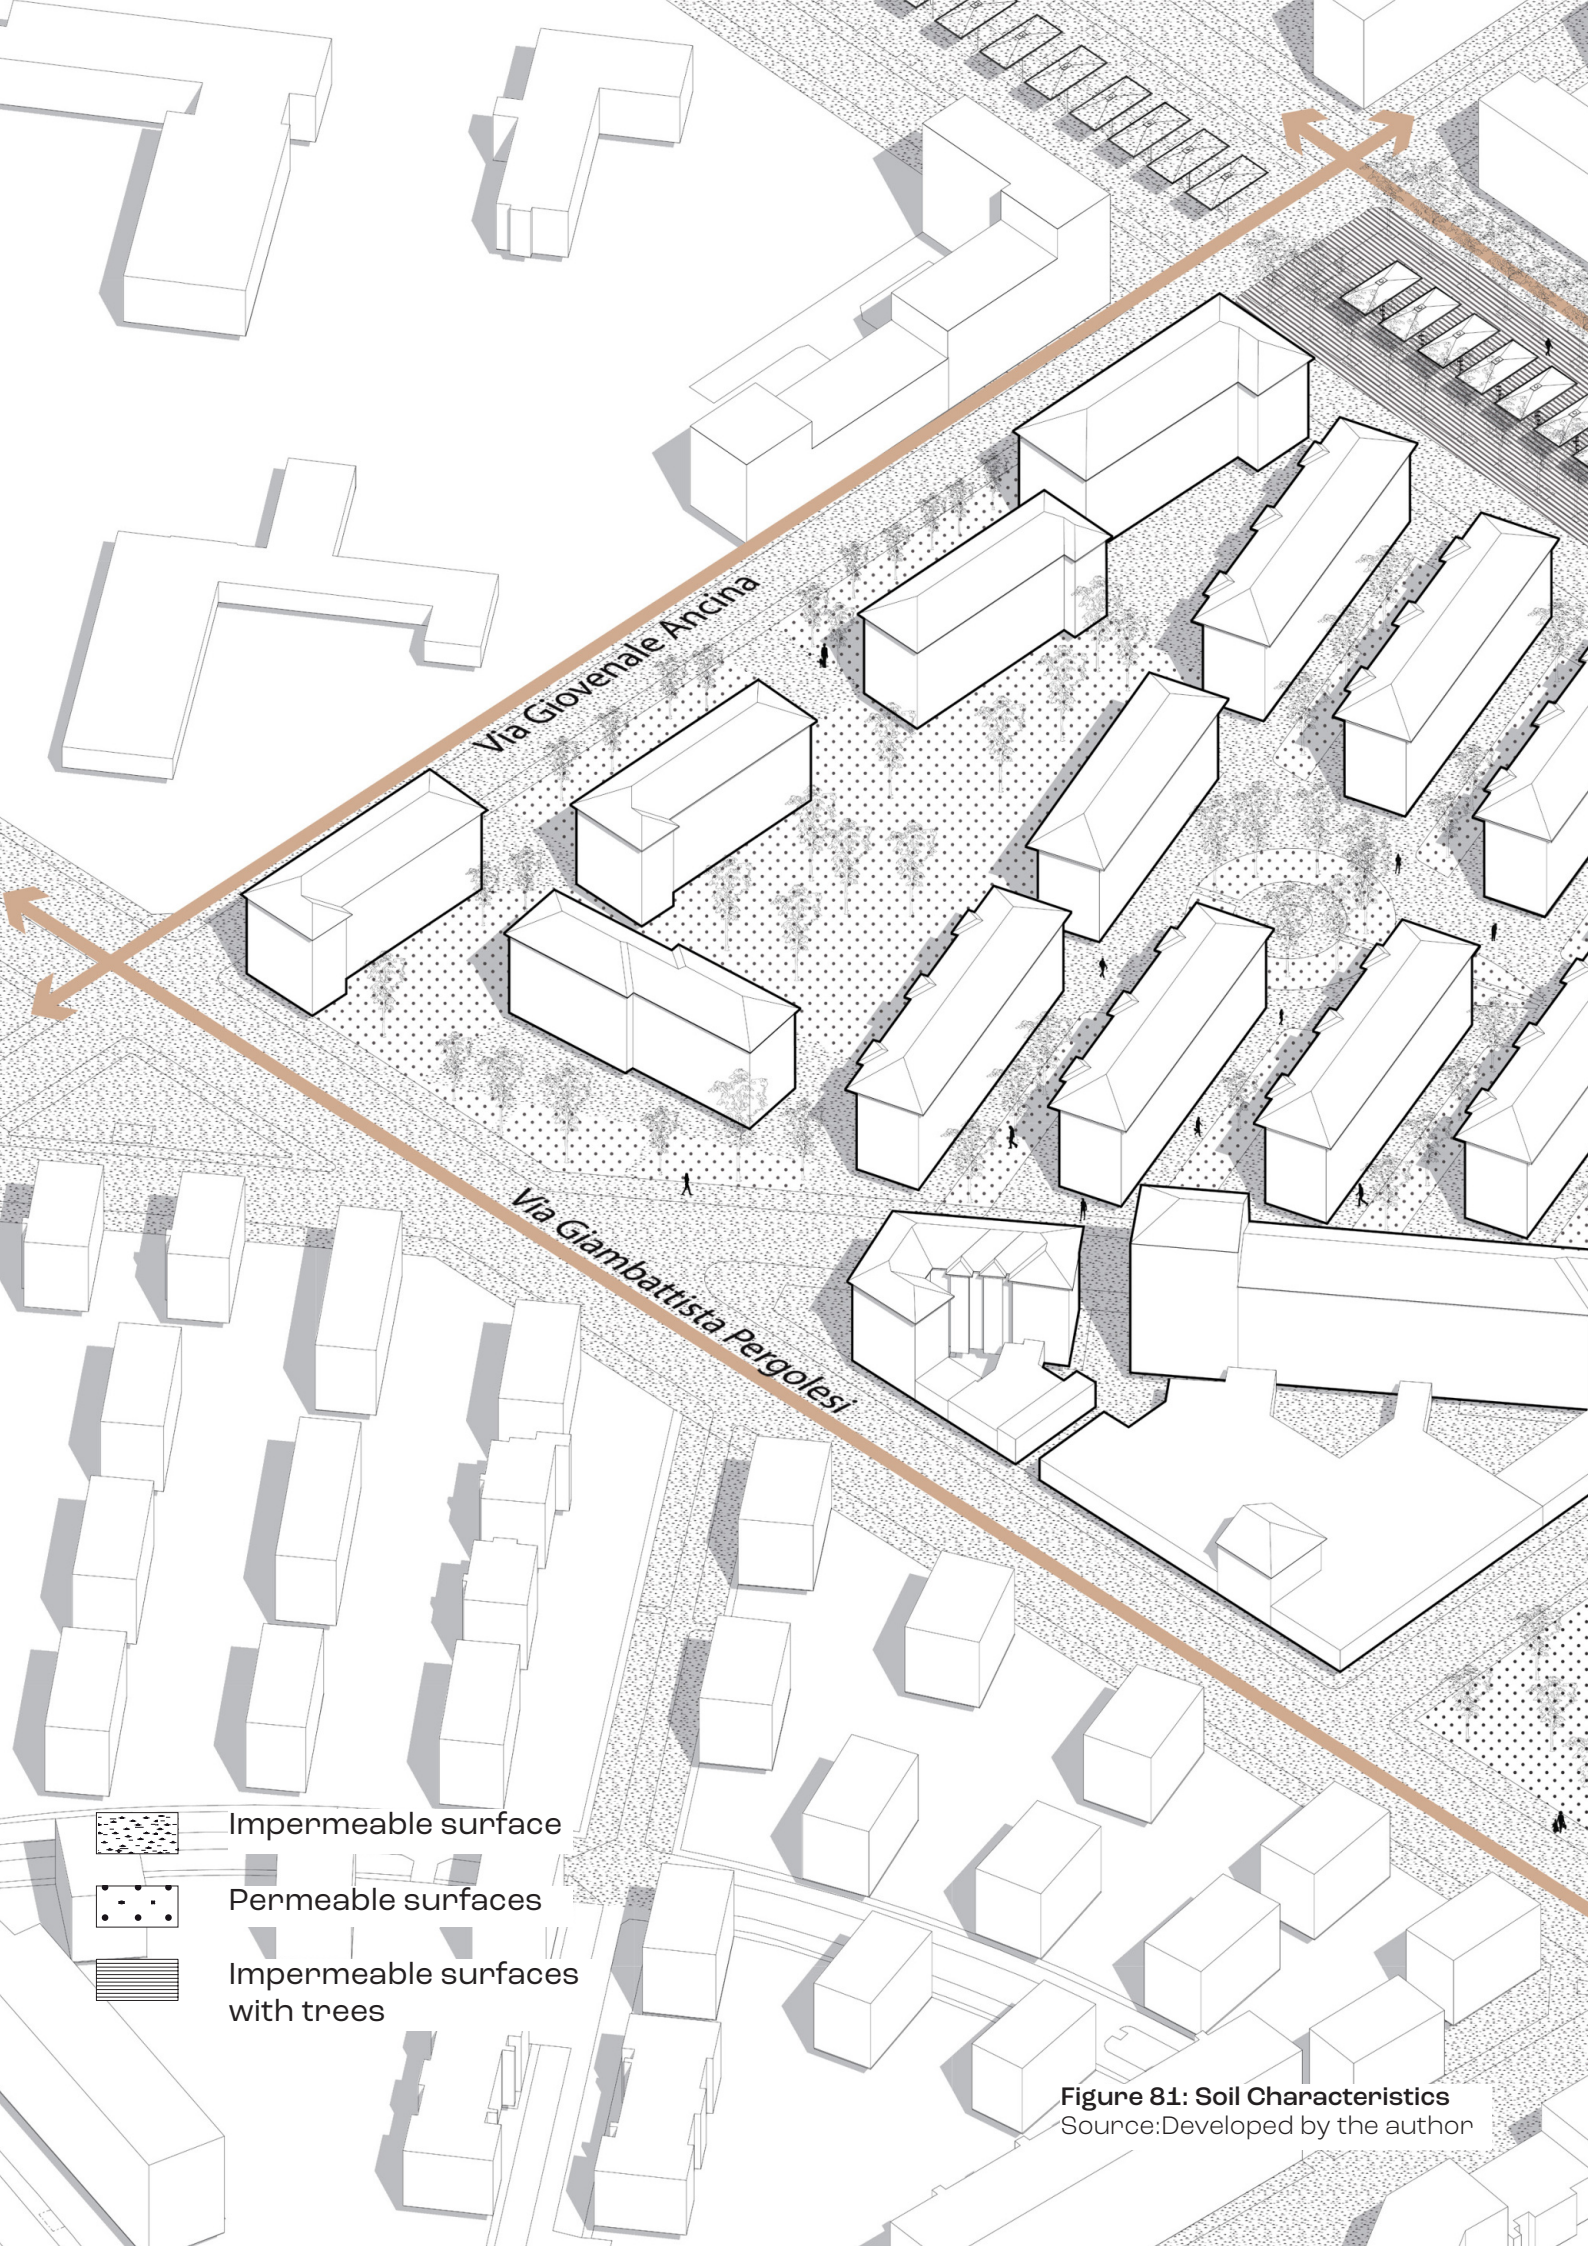 Via Giovenale Ancina
Via Giambattista Pergolesi
Impermeable surface
Permeable surfaces
Impermeable surfaces
with trees
Figure 81: Soil Characteristics
Source:Developed by the author